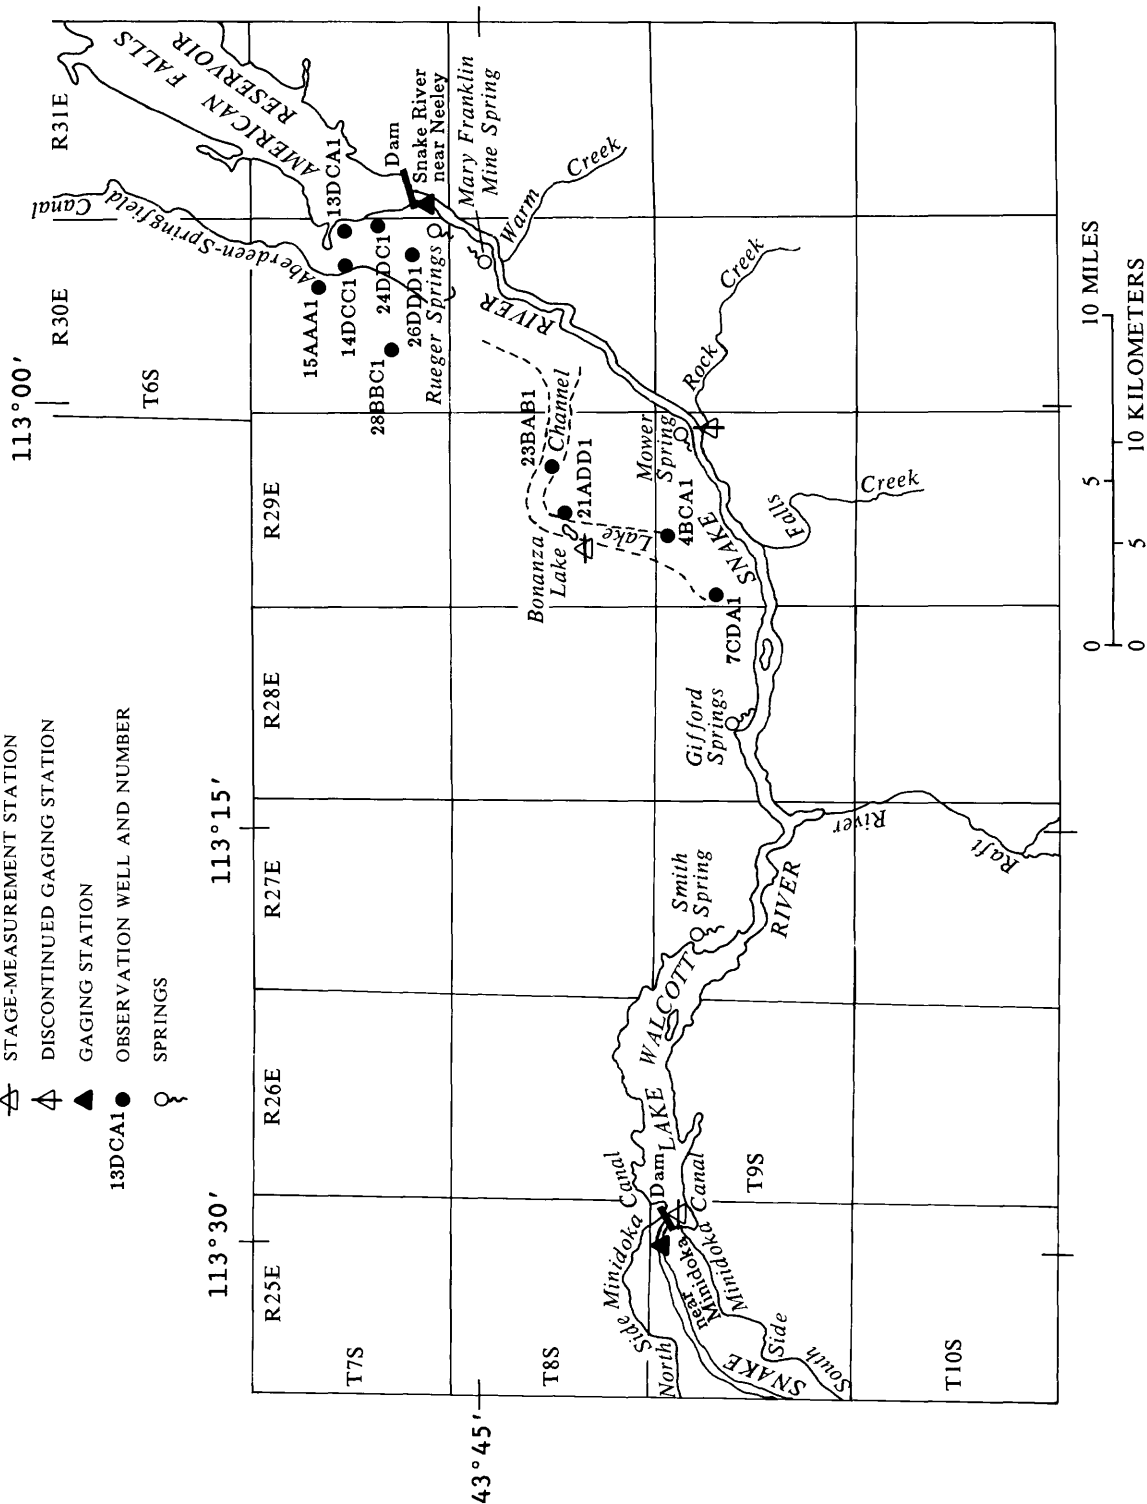 STAGE-MEASUREMENT STATION
DISCONTINUED GAGING STATION
GAGING STATION
13DCA1 OBSERVATION WELL AND NUMBER
SPRINGS
113°30′
113°15′
113°00′
43°45′
R25E
R26E
R27E
R28E
R29E
R30E
R31E
T6S
T7S
T8S
T9S
T10S
AMERICAN FALLS
RESERVOIR
Aberdeen-Springfield
Canal
13DCA1
15AAA1
14DCC1
24DDC1
26DDD1
28BBC1
Dam
Snake River
near Neeley
Rueger Springs
Mary Franklin
Mine Spring
Warm
Creek
RIVER
Rock
Creek
23BAB1
Channel
21ADD1
Bonanza
Lake
Lake
4BCA1
7CDA1
Mower
Spring
SNAKE
Falls
Creek
Gifford
Springs
Raft
River
Smith
Spring
RIVER
LAKE WALCOTT
Dam
North
Side
Minidoka
Canal
near
Minidoka
South
Side
Minidoka
Canal
SNAKE
0 5 10 MILES
0 5 10 KILOMETERS